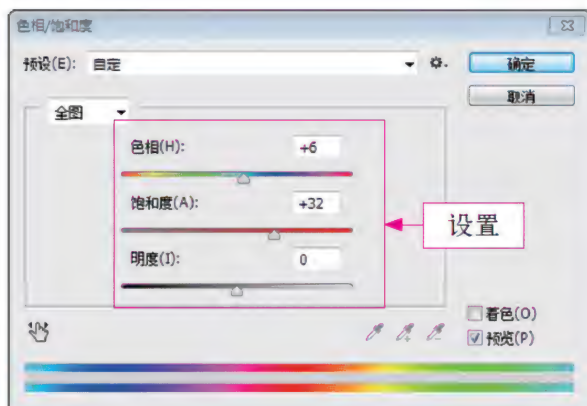 色相/饱和度
预设(E): 自定
确定
取消
全图
色相(H): +6
饱和度(A): +32
设置
明度(I): 0
着色(O)
预览(P)